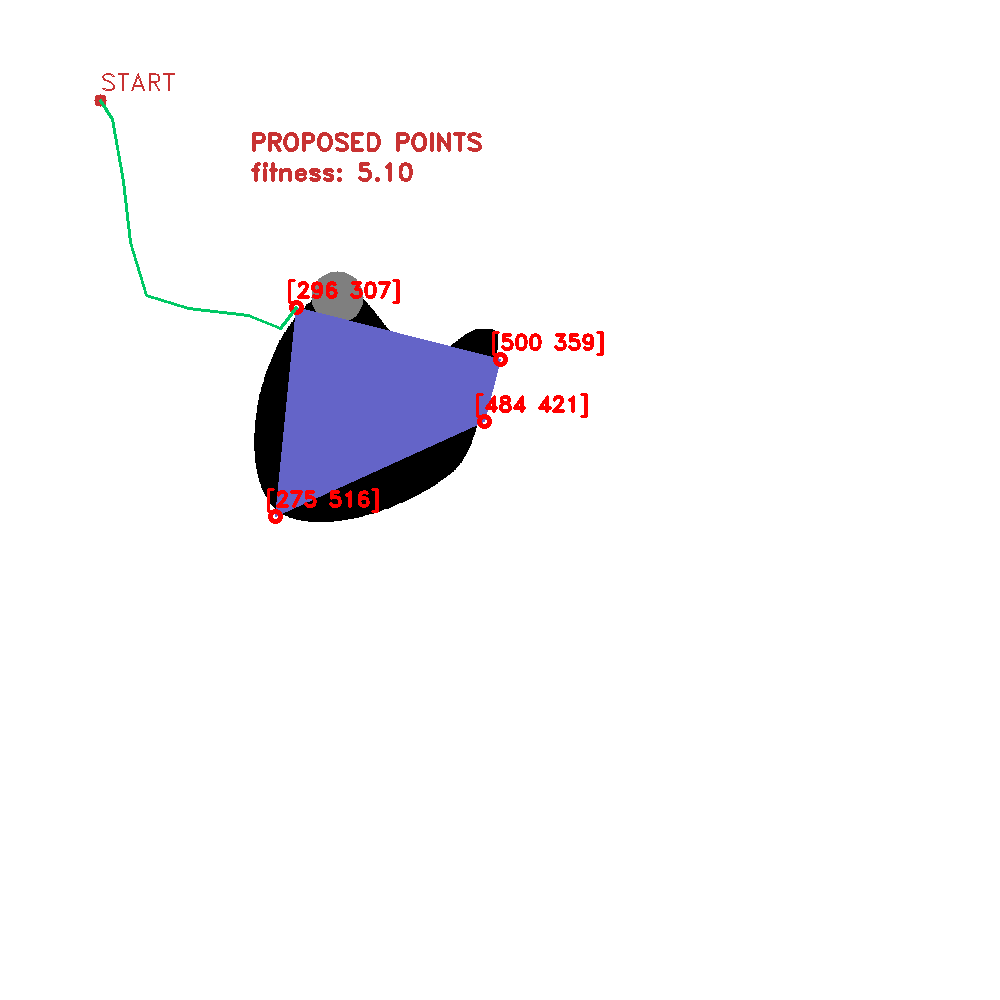 START
PROPOSED POINTS
fitness: 5.10
[296 307]
[500 359]
[484 421]
[275 516]